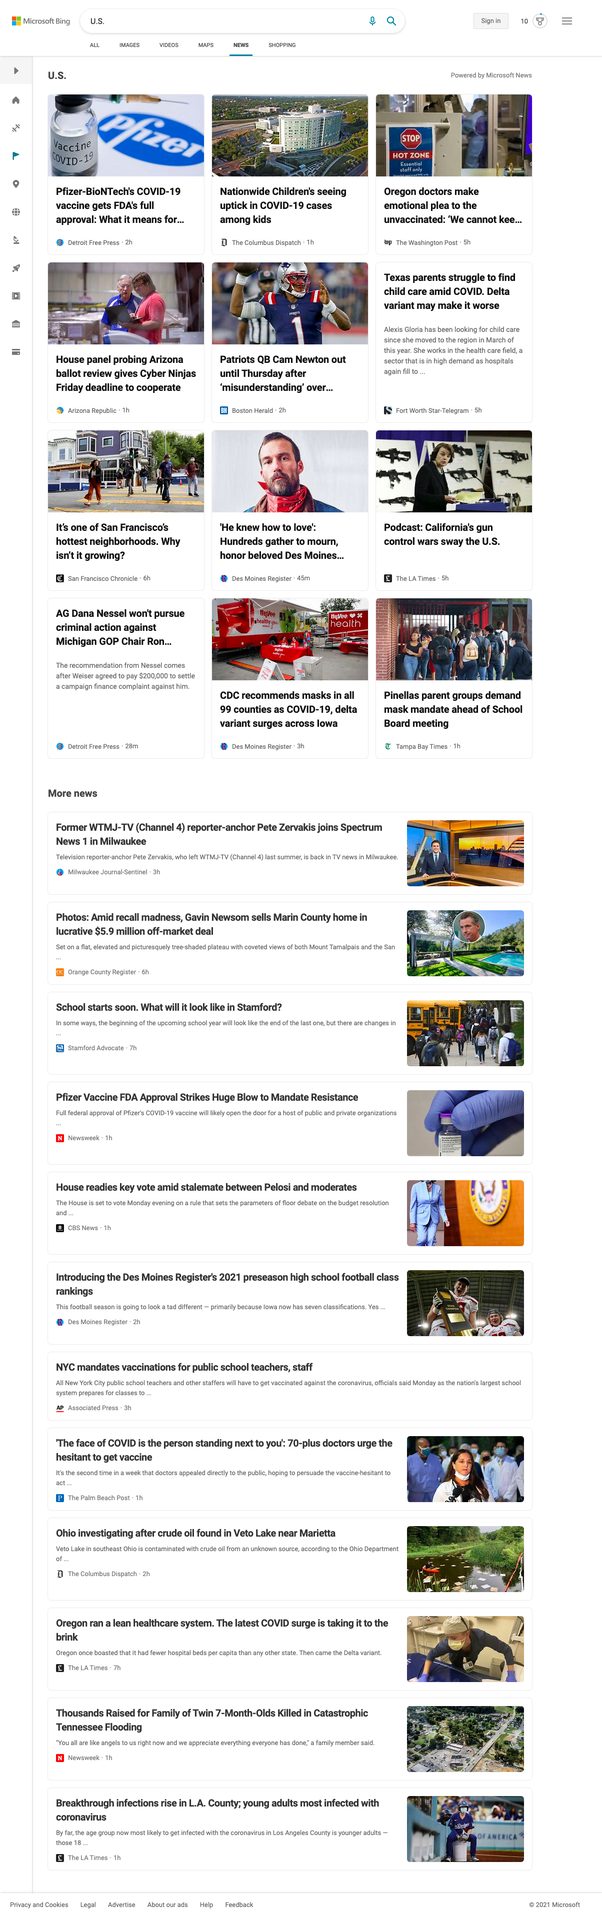 Microsoft Bing
U.S.
Sign in
10
ALL
IMAGES
VIDEOS
MAPS
NEWS
SHOPPING
U.S.
Powered by Microsoft News
Vaccine
COVID-19
Pfizer
Pfizer-BioNTech's COVID-19
vaccine gets FDA's full
approval: What it means for...
Detroit Free Press · 2h
Nationwide Children's seeing
uptick in COVID-19 cases
among kids
The Columbus Dispatch · 1h
STOP
HOT ZONE
Essential
staff only
Oregon doctors make
emotional plea to the
unvaccinated: 'We cannot kee...
The Washington Post · 5h
House panel probing Arizona
ballot review gives Cyber Ninjas
Friday deadline to cooperate
Arizona Republic · 1h
1
Patriots QB Cam Newton out
until Thursday after
'misunderstanding' over...
Boston Herald · 2h
Texas parents struggle to find
child care amid COVID. Delta
variant may make it worse
Alexis Gloria has been looking for child care
since she moved to the region in March of
this year. She works in the health care field, a
sector that is in high demand as hospitals
again fill to ...
Fort Worth Star-Telegram · 5h
It's one of San Francisco's
hottest neighborhoods. Why
isn't it growing?
San Francisco Chronicle · 6h
'He knew how to love':
Hundreds gather to mourn,
honor beloved Des Moines...
Des Moines Register · 45m
Podcast: California's gun
control wars sway the U.S.
The LA Times · 5h
AG Dana Nessel won't pursue
criminal action against
Michigan GOP Chair Ron...
The recommendation from Nessel comes
after Weiser agreed to pay $200,000 to settle
a campaign finance complaint against him.
Detroit Free Press · 28m
HyVee
healthy
HyVee
health
CDC recommends masks in all
99 counties as COVID-19, delta
variant surges across Iowa
Des Moines Register · 3h
Pinellas parent groups demand
mask mandate ahead of School
Board meeting
Tampa Bay Times · 1h
More news
Former WTMJ-TV (Channel 4) reporter-anchor Pete Zervakis joins Spectrum
News 1 in Milwaukee
Television reporter-anchor Pete Zervakis, who left WTMJ-TV (Channel 4) last summer, is back in TV news in Milwaukee.
Milwaukee Journal-Sentinel · 3h
Photos: Amid recall madness, Gavin Newsom sells Marin County home in
lucrative $5.9 million off-market deal
Set on a flat, elevated and picturesquely tree-shaded plateau with coveted views of both Mount Tamalpais and the San
...
Orange County Register · 6h
School starts soon. What will it look like in Stamford?
In some ways, the beginning of the upcoming school year will look like the end of the last one, but there are changes in
...
Stamford Advocate · 7h
Pfizer Vaccine FDA Approval Strikes Huge Blow to Mandate Resistance
Full federal approval of Pfizer's COVID-19 vaccine will likely open the door for a host of public and private organizations
...
Newsweek · 1h
House readies key vote amid stalemate between Pelosi and moderates
The House is set to vote Monday evening on a rule that sets the parameters of floor debate on the budget resolution
and ...
CBS News · 1h
Introducing the Des Moines Register's 2021 preseason high school football class
rankings
This football season is going to look a tad different — primarily because Iowa now has seven classifications. Yes ...
Des Moines Register · 2h
NYC mandates vaccinations for public school teachers, staff
All New York City public school teachers and other staffers will have to get vaccinated against the coronavirus, officials said Monday as the nation's largest school
system prepares for classes to ...
AP
Associated Press · 3h
'The face of COVID is the person standing next to you': 70-plus doctors urge the
hesitant to get vaccine
It's the second time in a week that doctors appealed directly to the public, hoping to persuade the vaccine-hesitant to
act ...
The Palm Beach Post · 1h
Ohio investigating after crude oil found in Veto Lake near Marietta
Veto Lake in southeast Ohio is contaminated with crude oil from an unknown source, according to the Ohio Department
of ...
The Columbus Dispatch · 2h
Oregon ran a lean healthcare system. The latest COVID surge is taking it to the
brink
Oregon once boasted that it had fewer hospital beds per capita than any other state. Then came the Delta variant.
The LA Times · 7h
Thousands Raised for Family of Twin 7-Month-Olds Killed in Catastrophic
Tennessee Flooding
"You all are like angels to us right now and we appreciate everything everyone has done," a family member said.
Newsweek · 1h
Breakthrough infections rise in L.A. County; young adults most infected with
coronavirus
By far, the age group now most likely to get infected with the coronavirus in Los Angeles County is younger adults —
those 18 ...
The LA Times · 1h
OF AMERICA
Privacy and Cookies
Legal
Advertise
About our ads
Help
Feedback
© 2021 Microsoft